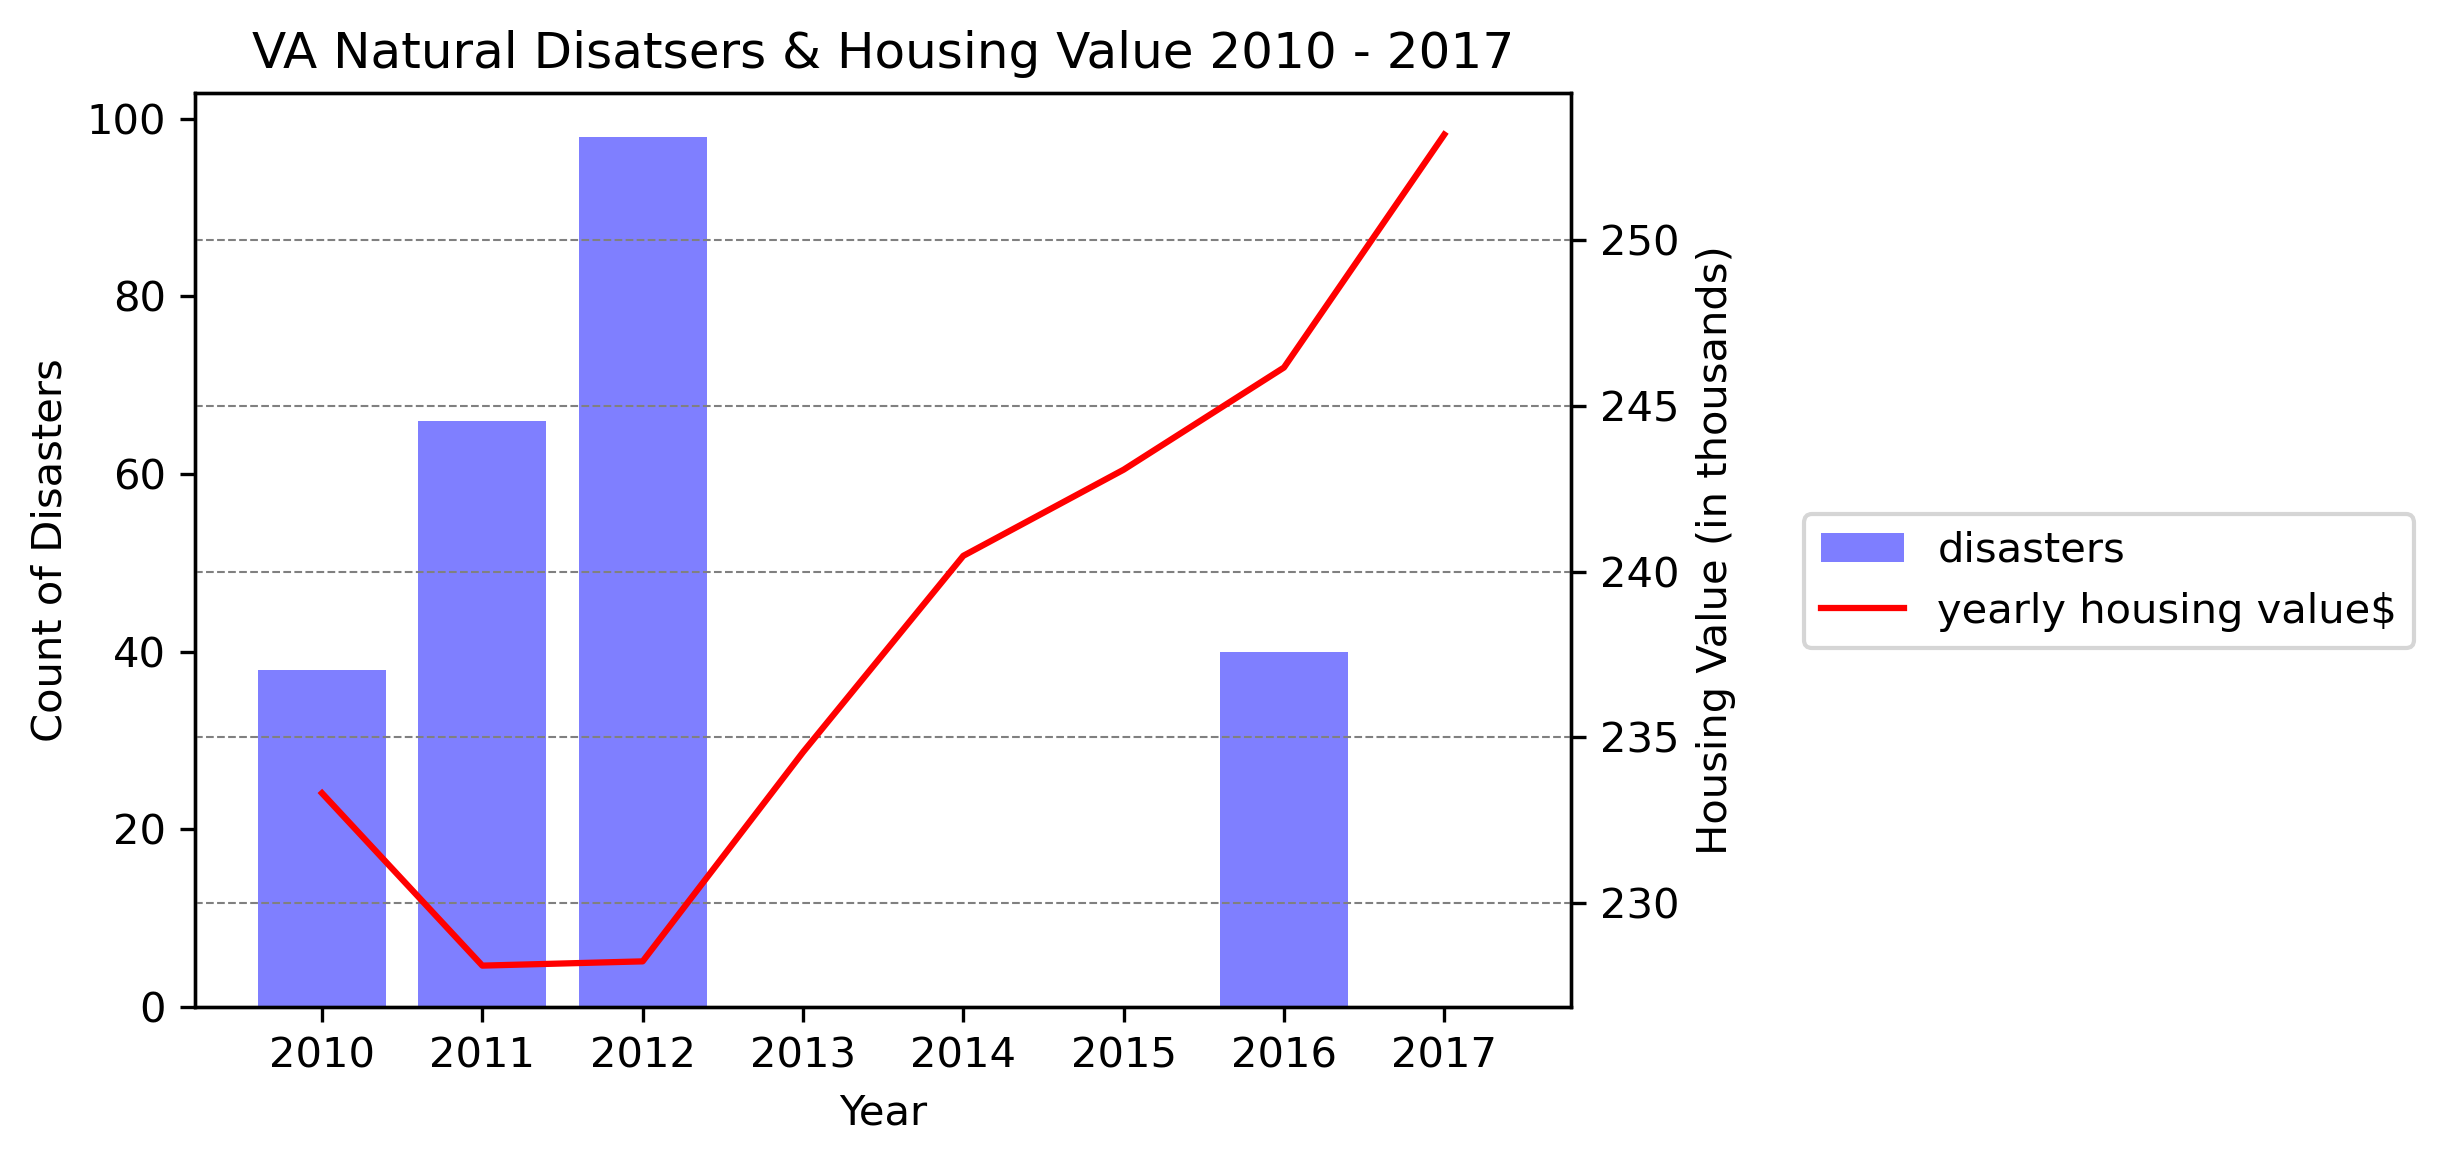 VA Natural Disatsers & Housing Value 2010 - 2017
100
80
60
40
20
0
Count of Disasters
250
245
240
235
230
Housing Value (in thousands)
2010 2011 2012 2013 2014 2015 2016 2017
Year
disasters
yearly housing value$